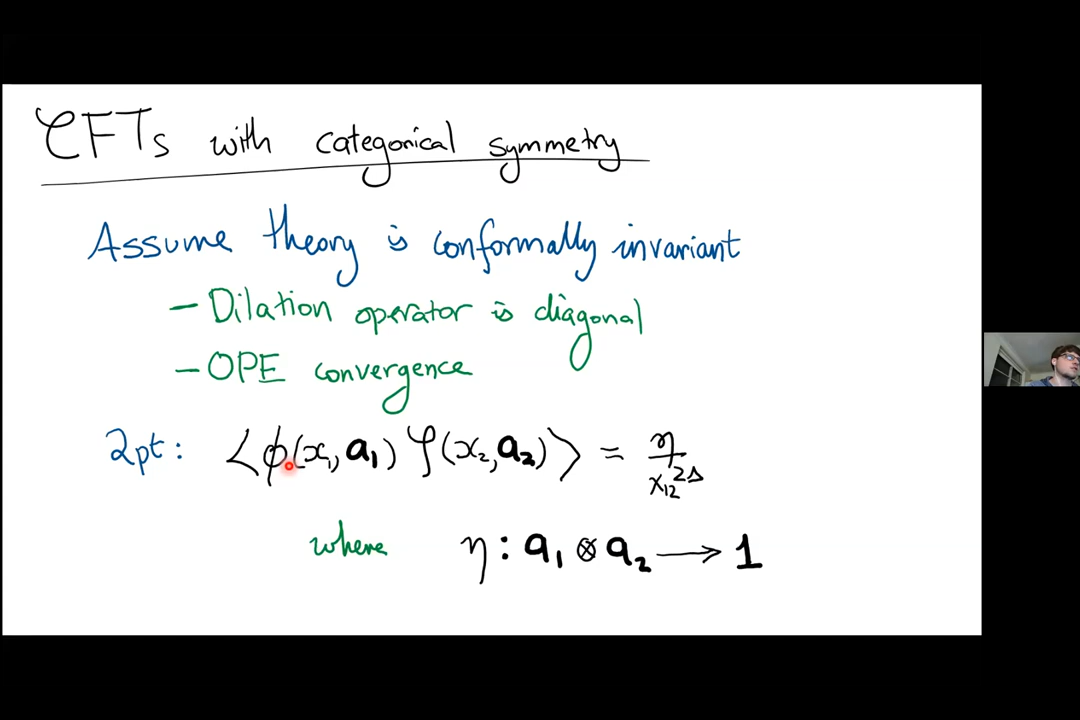 CFTs with categorical symmetry
Assume theory is conformally invariant
- Dilation operator is diagonal
- OPE convergence
2pt: ⟨ϕ(x₁, a₁) φ(x₂, a₂)⟩ = η / x₁₂^{2Δ}
where η : a₁ ⊗ a₂ ⟶ 1